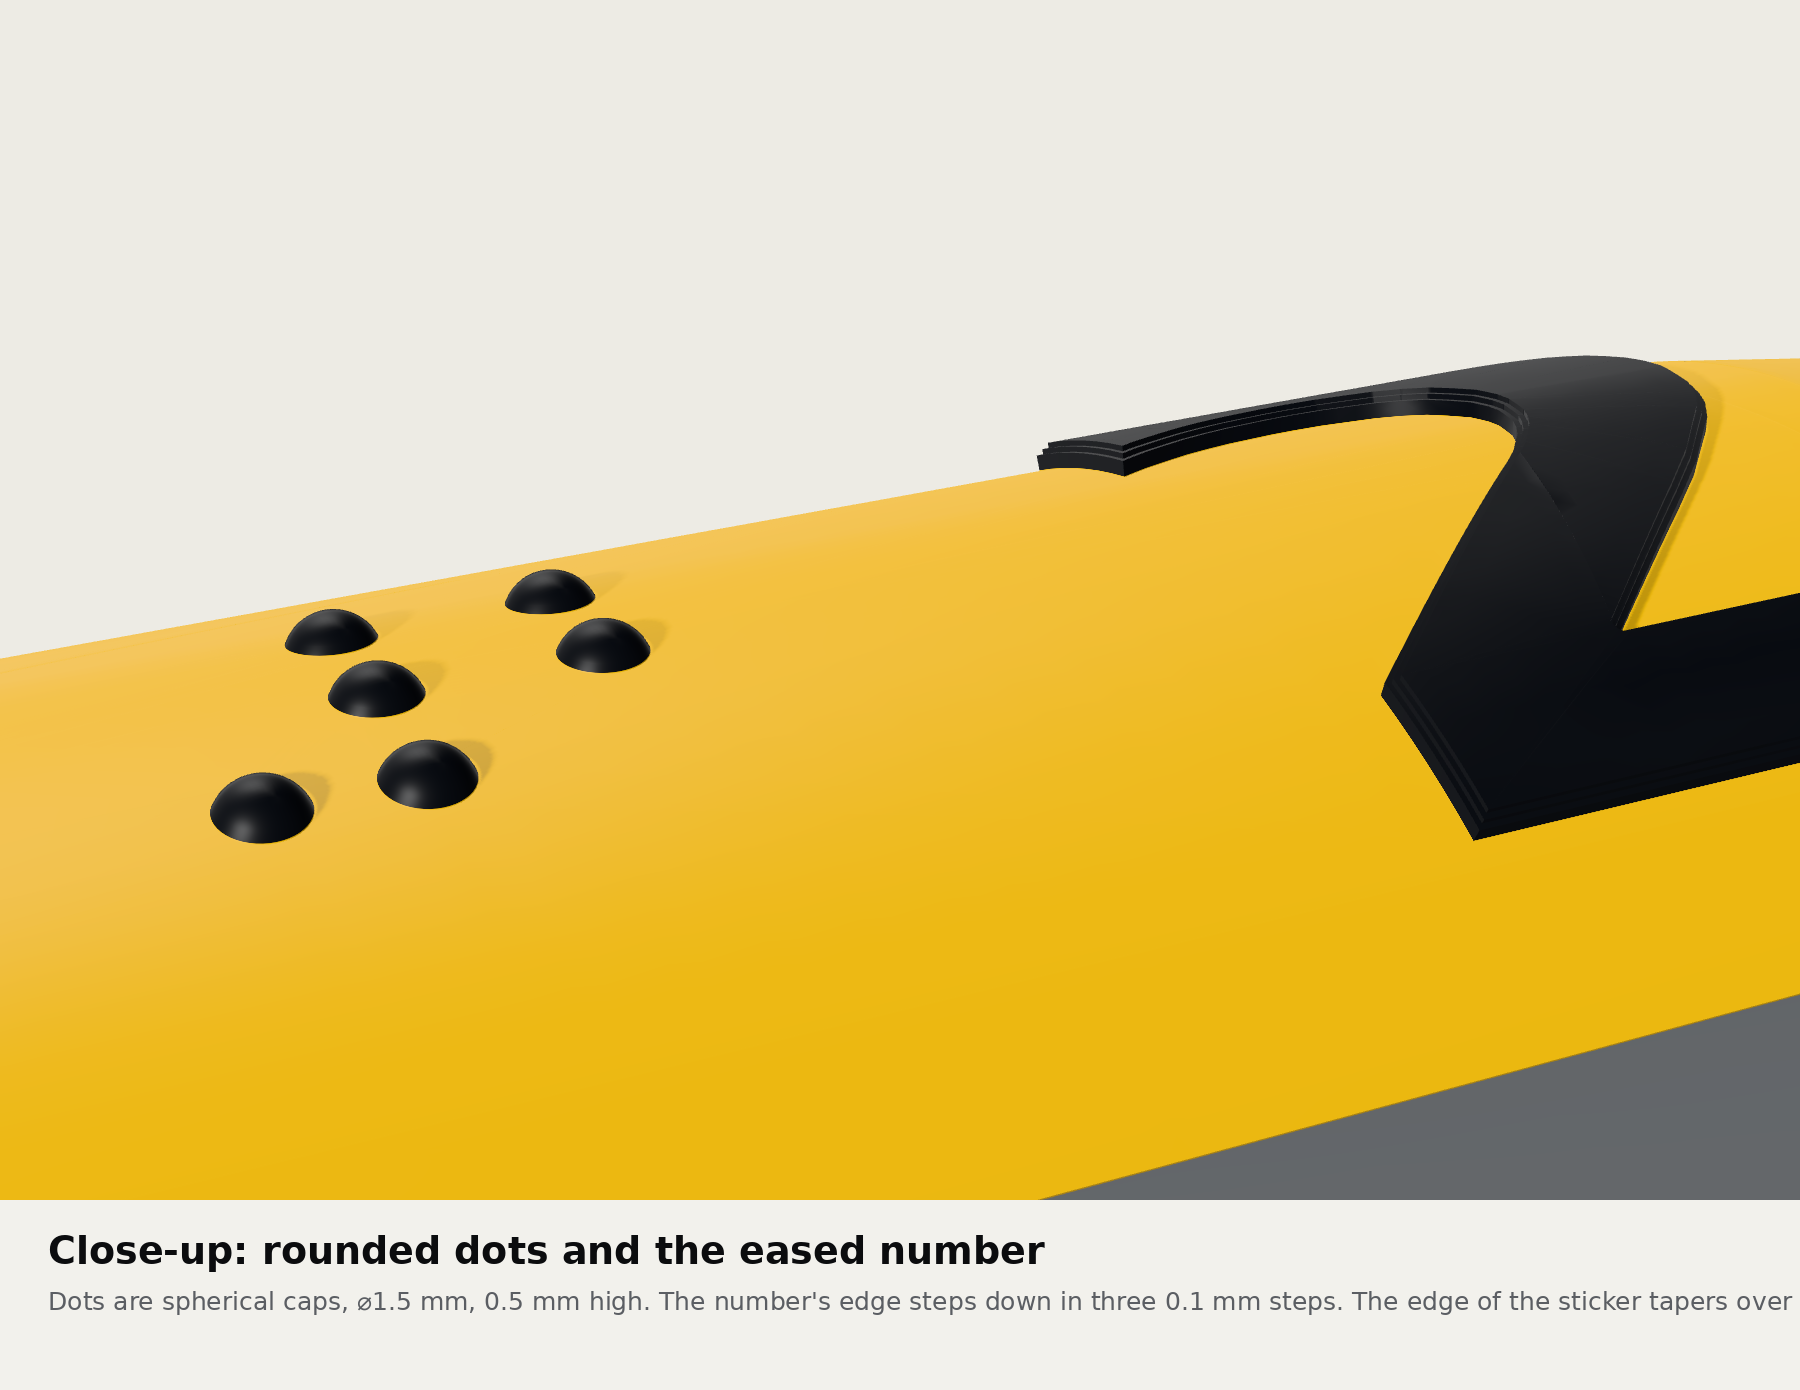 2
Close-up: rounded dots and the eased number
Dots are spherical caps, ⌀1.5 mm, 0.5 mm high. The number's edge steps down in three 0.1 mm steps. The edge of the sticker tapers over